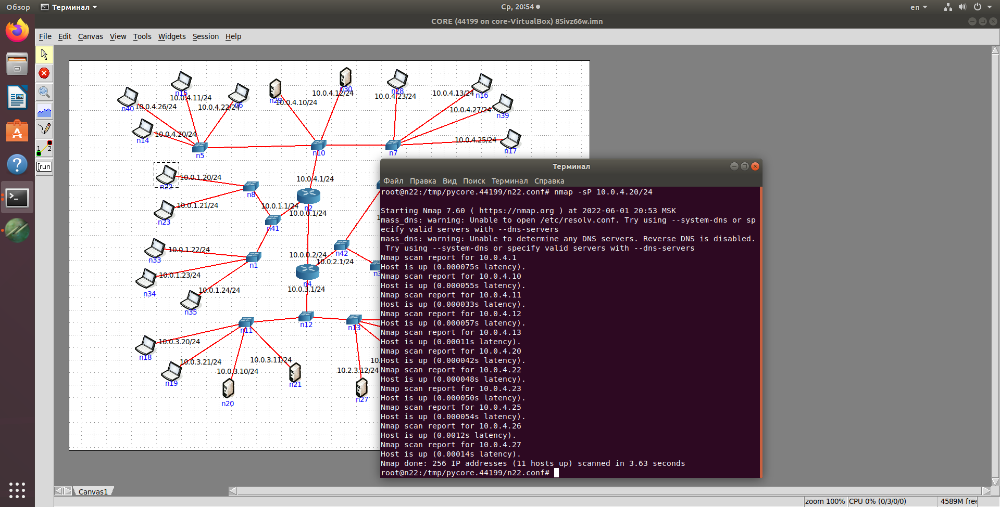 Обзор
Терминал
Ср, 20:54
en
CORE (44199 on core-VirtualBox) 85ivz66w.imn
File Edit Canvas View Tools Widgets Session Help
n15
10.0.4.11/24
n40
10.0.4.26/24
n6
10.0.4.22/24
n29
10.0.4.10/24
n30
10.0.4.12/24
n28
10.0.4.23/24
n16
10.0.4.13/24
n39
10.0.4.27/24
n14
10.0.4.20/24
n17
10.0.4.25/24
n5
n10
n7
1 2
run
n22
10.0.1.20/24
n8
10.0.4.1/24
n2
10.0.1.1/24
10.0.0.1/24
n23
10.0.1.21/24
n41
n33
10.0.1.22/24
n1
10.0.0.2/24
n42
10.0.2.1/24
n34
10.0.1.23/24
n4
10.0.3.1/24
n35
10.0.1.24/24
n11
n12
n13
n18
10.0.3.20/24
n19
10.0.3.21/24
n20
10.0.3.10/24
n21
10.0.3.11/24
n27
10.2.3.12/24
Терминал
Файл Правка Вид Поиск Терминал Справка
root@n22:/tmp/pycore.44199/n22.conf# nmap -sP 10.0.4.20/24
Starting Nmap 7.60 ( https://nmap.org ) at 2022-06-01 20:53 MSK
mass_dns: warning: Unable to open /etc/resolv.conf. Try using --system-dns or sp
ecify valid servers with --dns-servers
mass_dns: warning: Unable to determine any DNS servers. Reverse DNS is disabled.
Try using --system-dns or specify valid servers with --dns-servers
Nmap scan report for 10.0.4.1
Host is up (0.000075s latency).
Nmap scan report for 10.0.4.10
Host is up (0.000055s latency).
Nmap scan report for 10.0.4.11
Host is up (0.000033s latency).
Nmap scan report for 10.0.4.12
Host is up (0.000057s latency).
Nmap scan report for 10.0.4.13
Host is up (0.00011s latency).
Nmap scan report for 10.0.4.20
Host is up (0.000042s latency).
Nmap scan report for 10.0.4.22
Host is up (0.000048s latency).
Nmap scan report for 10.0.4.23
Host is up (0.000050s latency).
Nmap scan report for 10.0.4.25
Host is up (0.000054s latency).
Nmap scan report for 10.0.4.26
Host is up (0.0012s latency).
Nmap scan report for 10.0.4.27
Host is up (0.00014s latency).
Nmap done: 256 IP addresses (11 hosts up) scanned in 3.63 seconds
root@n22:/tmp/pycore.44199/n22.conf#
Canvas1
zoom 100% CPU 0% (0/3/0/0) 4589M free